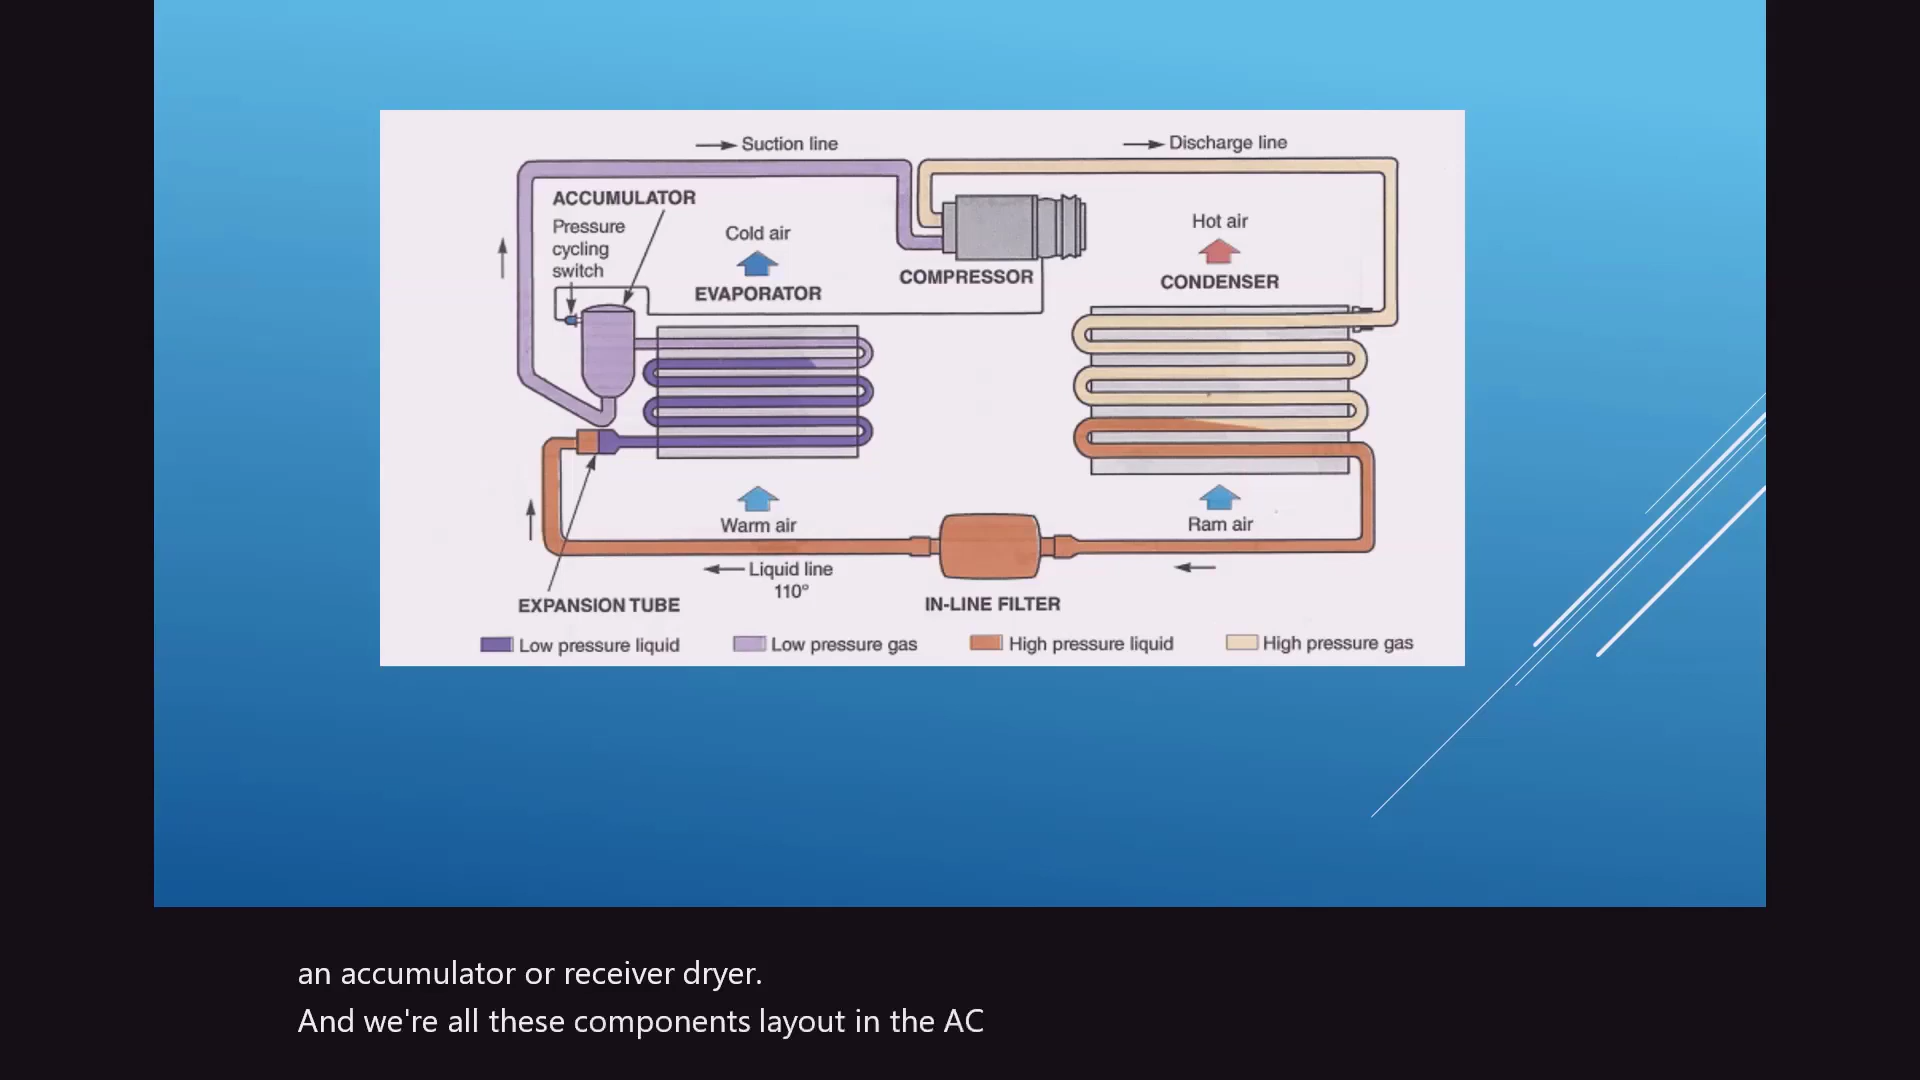 Suction line
Discharge line
ACCUMULATOR
Pressure
cycling
switch
Cold air
EVAPORATOR
COMPRESSOR
Hot air
CONDENSER
Warm air
Ram air
Liquid line
110°
EXPANSION TUBE
IN-LINE FILTER
Low pressure liquid
Low pressure gas
High pressure liquid
High pressure gas
an accumulator or receiver dryer.
And we're all these components layout in the AC